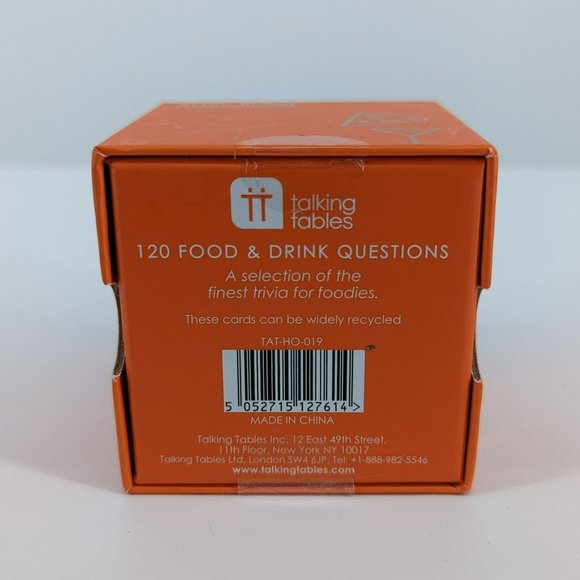 talking
tables
120 FOOD & DRINK QUESTIONS
A selection of the
finest trivia for foodies.
These cards can be widely recycled
TAT-HO-019
5 052715 127614 >
MADE IN CHINA
Talking Tables Inc, 12 East 49th Street,
11th Floor, New York NY 10017
Talking Tables Ltd, London SW4 6JP. Tel: +1-888-982-5546
www.talkingtables.com